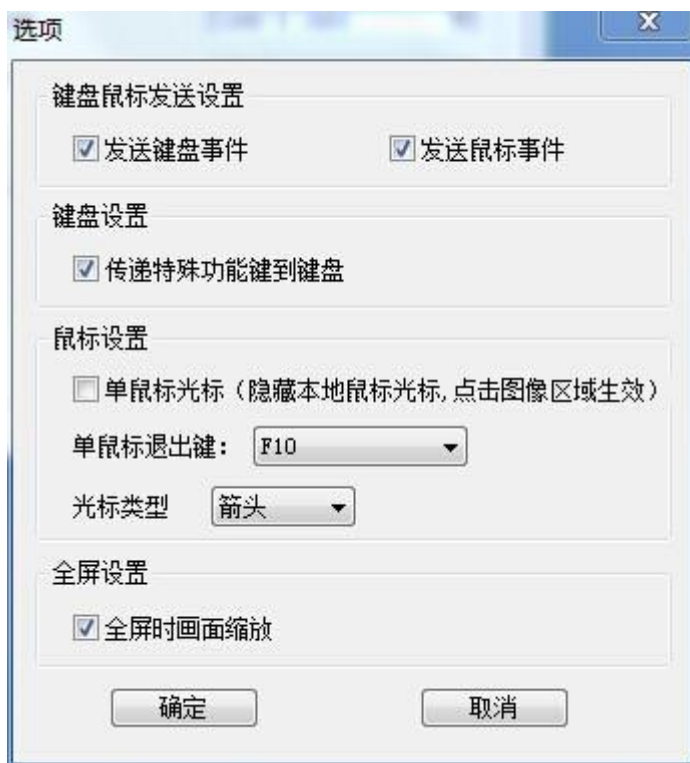 选项
键盘鼠标发送设置
发送键盘事件 发送鼠标事件
键盘设置
传递特殊功能键到键盘
鼠标设置
单鼠标光标（隐藏本地鼠标光标,点击图像区域生效）
单鼠标退出键： F10
光标类型 箭头
全屏设置
全屏时画面缩放
确定 取消